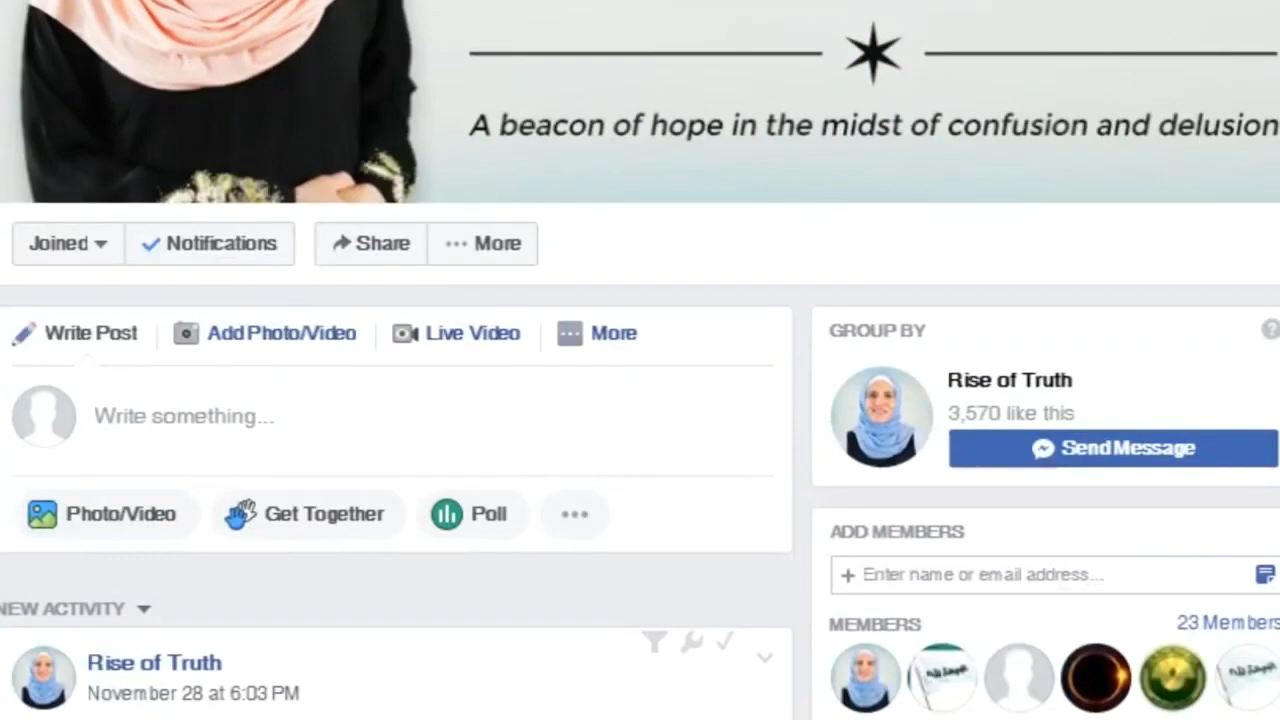 A beacon of hope in the midst of confusion and delusion
Joined
Notifications
Share
More
Write Post
Add Photo/Video
Live Video
More
Write something...
Photo/Video
Get Together
Poll
NEW ACTIVITY
Rise of Truth
November 28 at 6:03 PM
GROUP BY
?
Rise of Truth
3,570 like this
Send Message
ADD MEMBERS
+ Enter name or email address...
MEMBERS
23 Members